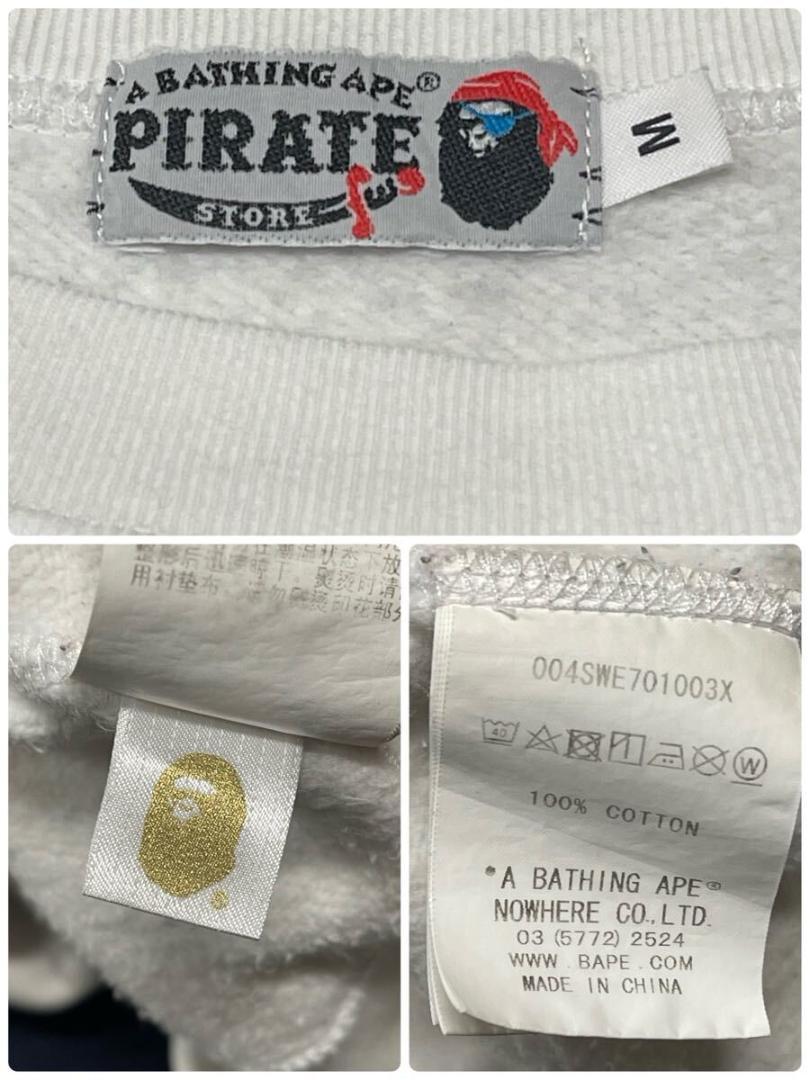 A BATHING APE®
PIRATE
STORE
M
用衬垫布
®
004SWE701003X
40
W
100% COTTON
A BATHING APE®
NOWHERE CO.,LTD.
03 (5772) 2524
WWW.BAPE.COM
MADE IN CHINA